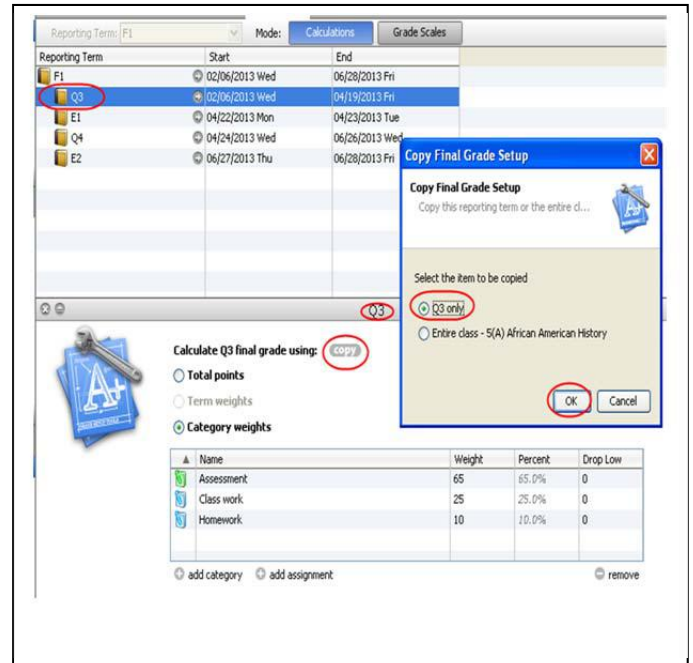 Reporting Term: F1 Mode: Calculations Grade Scales
Reporting Term Start End
F1 02/06/2013 Wed 06/28/2013 Fri
Q3 02/06/2013 Wed 04/19/2013 Fri
E1 04/22/2013 Mon 04/23/2013 Tue
Q4 04/24/2013 Wed 06/26/2013 Wed
E2 06/27/2013 Thu 06/28/2013 Fri
Copy Final Grade Setup
Copy Final Grade Setup
Copy this reporting term or the entire cl...
Select the item to be copied
Q3 only
Entire class - 5(A) African American History
OK Cancel
Q3
Calculate Q3 final grade using: copy
Total points
Term weights
Category weights
Name Weight Percent Drop Low
Assessment 65 65.0% 0
Class work 25 25.0% 0
Homework 10 10.0% 0
add category add assignment remove
A+